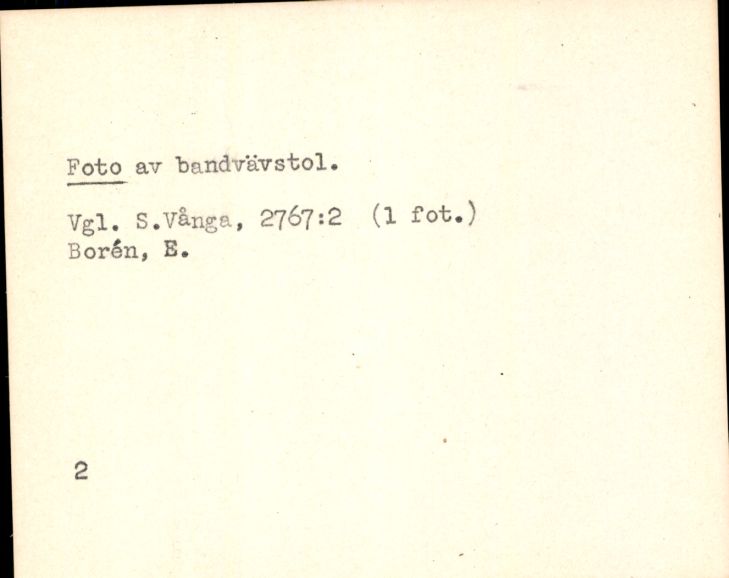 Foto av bandvävstol.
Vgl. S.Vånga, 2767:2 (1 fot.)
Borén, E.
2